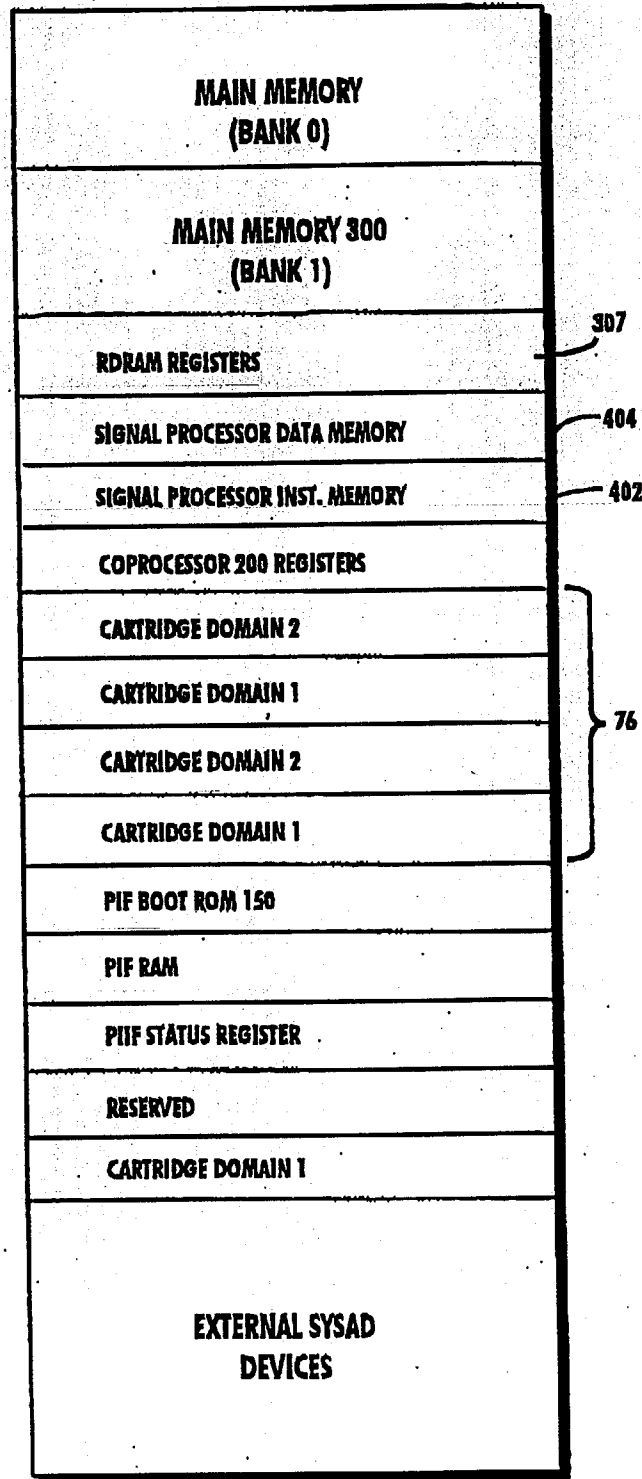 MAIN MEMORY
(BANK 0)
MAIN MEMORY 300
(BANK 1)
RDRAM REGISTERS
307
SIGNAL PROCESSOR DATA MEMORY
404
SIGNAL PROCESSOR INST. MEMORY
402
COPROCESSOR 200 REGISTERS
CARTRIDGE DOMAIN 2
CARTRIDGE DOMAIN 1
76
CARTRIDGE DOMAIN 2
CARTRIDGE DOMAIN 1
PIF BOOT ROM 150
PIF RAM
PIIF STATUS REGISTER
RESERVED
CARTRIDGE DOMAIN 1
EXTERNAL SYSAD
DEVICES